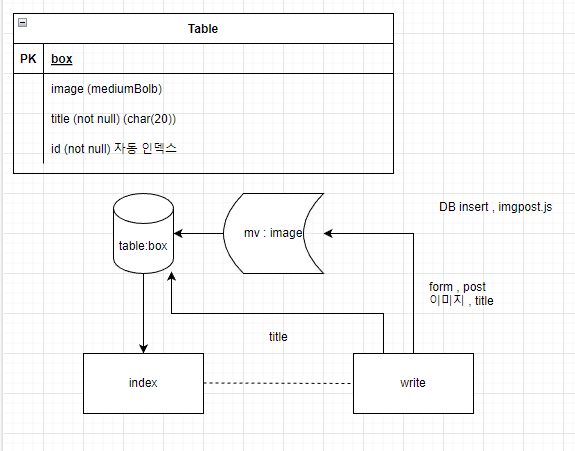 Table
PK box
image (mediumBolb)
title (not null) (char(20))
id (not null) 자동 인덱스
table:box
mv : image
DB insert , imgpost.js
form , post
이미지 , title
title
index
write